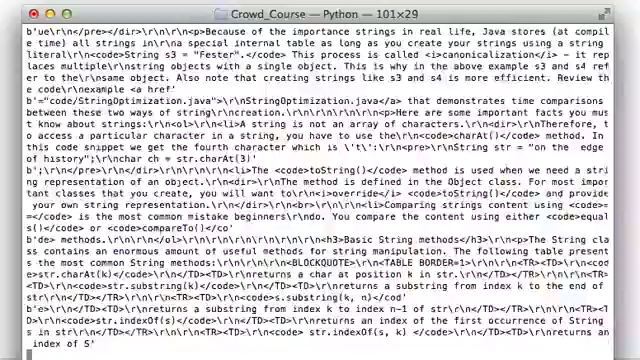 Crowd_Course — Python — 101×29
b'ue\r\n</pre></dir>\r\n\r\n<p>Because of the importance strings in real life, Java stores (at compil
e time) all strings in\r\na special internal table as long as you create your strings using a string
literal\r\n<code>String s3 = "Fester".</code> This process is called <i>canonicalization</i> - it rep
laces multiple\r\nstring objects with a single object. This is why in the above example s3 and s4 ref
er to the\r\nsame object. Also note that creating strings like s3 and s4 is more efficient. Review the
code\r\nexample <a href'
b'="code/StringOptimization.java">\r\nStringOptimization.java</a> that demonstrates time comparisons
between these two ways of string\r\ncreation.\r\n\r\n\r\n\r\n<p>Here are some important facts you mus
t know about strings:\r\n<ol><li>A string is not an array of characters.\r\n<dir>\r\nTherefore, t
o access a particular character in a string, you have to use the\r\n<code>charAt()</code> method. In
this code snippet we get the fourth character which is \'t\':\r\n<pre>\r\nString str = "on the  edge
of history";\r\nchar ch = str.charAt(3)'
b';\r\n</pre>\r\n</dir>\r\n\r\n<li>The <code>toString()</code> method is used when we need a stri
ng representation of an object.\r\n<dir>\r\nThe method is defined in the Object class. For most impor
tant classes that you create, you will want to\r\n<i>override</i> <code>toString()</code> and provide
your own string representation.\r\n</dir>\r\n<br>\r\n\r\n<li>Comparing strings content using <code>=
=</code> is the most common mistake beginners\r\ndo. You compare the content using either <code>equal
s()</code> or <code>compareTo()</co'
b'de> methods.\r\n\r\n</ol>\r\n\r\n\r\n\r\n<h3>Basic String methods</h3>\r\n<p>The String cla
ss contains an enormous amount of useful methods for string manipulation. The following table present
s the most common String methods:\r\n\r\n<BLOCKQUOTE>\r\n<TABLE BORDER=1>\r\n\r\n<TR><TD>\r\n<cod
e>str.charAt(k)</code>\r\n</TD><TD>\r\nreturns a char at position k in str.\r\n</TD></TR>\r\n\r\n<TR>
<TD>\r\n<code>str.substring(k)</code>\r\n</TD><TD>\r\nreturns a substring from index k to the end of
str\r\n</TD></TR>\r\n\r\n<TR><TD>\r\n<code>s.substring(k, n)</cod'
b'e>\r\n</TD><TD>\r\nreturns a substring from index k to index n-1 of str\r\n</TD></TR>\r\n\r\n<TR><T
D>\r\n<code>str.indexOf(s)</code>\r\n</TD><TD>\r\nreturns an index of the first occurrence of String
s in str\r\n</TD></TR>\r\n\r\n<TR><TD>\r\n<code> str.indexOf(s, k) </code>\r\n</TD><TD>\r\nreturns an
index of S'